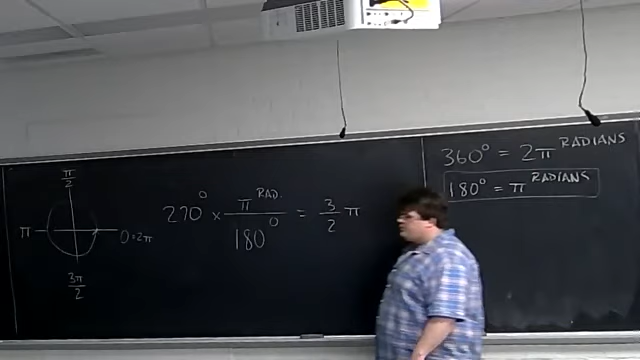 π/2
π
0=2π
3π/2
270° × π RAD. / 180° = 3/2 π
360° = 2π RADIANS
180° = π RADIANS